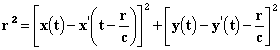 r² = [x(t) - x'(t - r/c)]² + [y(t) - y'(t) - r/c]²